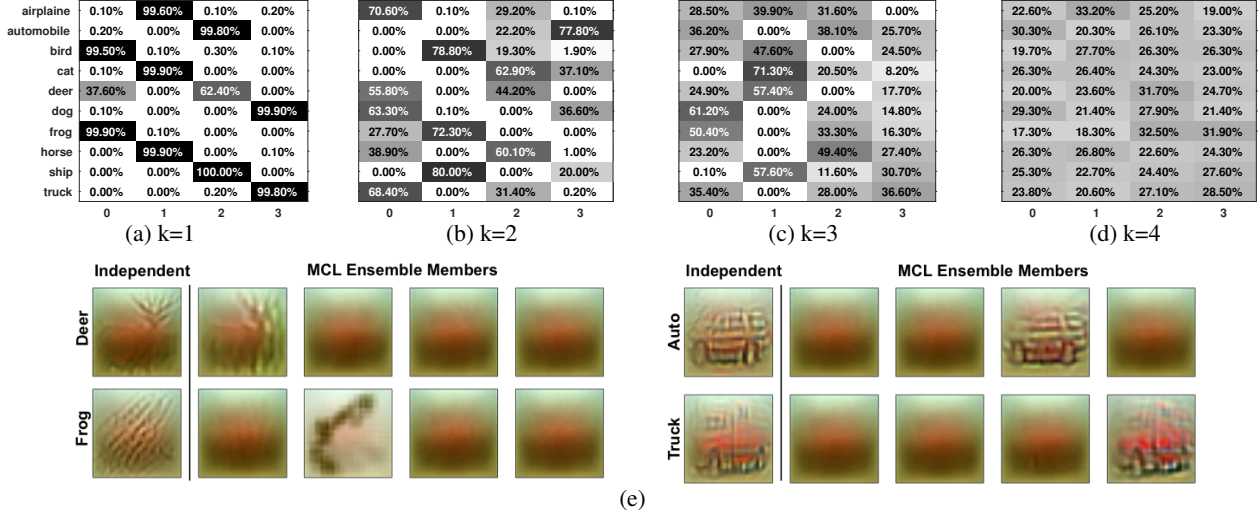 airplaine 0.10% 99.60% 0.10% 0.20% 70.60% 0.10% 29.20% 0.10% 28.50% 39.90% 31.60% 0.00% 22.60% 33.20% 25.20% 19.00%
automobile 0.20% 0.00% 99.80% 0.00% 0.00% 0.00% 22.20% 77.80% 36.20% 0.00% 38.10% 25.70% 30.30% 20.30% 26.10% 23.30%
bird 99.50% 0.10% 0.30% 0.10% 0.00% 78.80% 19.30% 1.90% 27.90% 47.60% 0.00% 24.50% 19.70% 27.70% 26.30% 26.30%
cat 0.10% 99.90% 0.00% 0.00% 0.00% 0.00% 62.90% 37.10% 0.00% 71.30% 20.50% 8.20% 26.30% 26.40% 24.30% 23.00%
deer 37.60% 0.00% 62.40% 0.00% 55.80% 0.00% 44.20% 0.00% 24.90% 57.40% 0.00% 17.70% 20.00% 23.60% 31.70% 24.70%
dog 0.10% 0.00% 0.00% 99.90% 63.30% 0.10% 0.00% 36.60% 61.20% 0.00% 24.00% 14.80% 29.30% 21.40% 27.90% 21.40%
frog 99.90% 0.10% 0.00% 0.00% 27.70% 72.30% 0.00% 0.00% 50.40% 0.00% 33.30% 16.30% 17.30% 18.30% 32.50% 31.90%
horse 0.00% 99.90% 0.00% 0.10% 38.90% 0.00% 60.10% 1.00% 23.20% 0.00% 49.40% 27.40% 26.30% 26.80% 22.60% 24.30%
ship 0.00% 0.00% 100.00% 0.00% 0.00% 80.00% 0.00% 20.00% 0.10% 57.60% 11.60% 30.70% 25.30% 22.70% 24.40% 27.60%
truck 0.00% 0.00% 0.20% 99.80% 68.40% 0.00% 31.40% 0.20% 35.40% 0.00% 28.00% 36.60% 23.80% 20.60% 27.10% 28.50%
0 1 2 3 0 1 2 3 0 1 2 3 0 1 2 3
(a) k=1 (b) k=2 (c) k=3 (d) k=4
Independent MCL Ensemble Members Independent MCL Ensemble Members
Deer Auto
Frog Truck
(e)